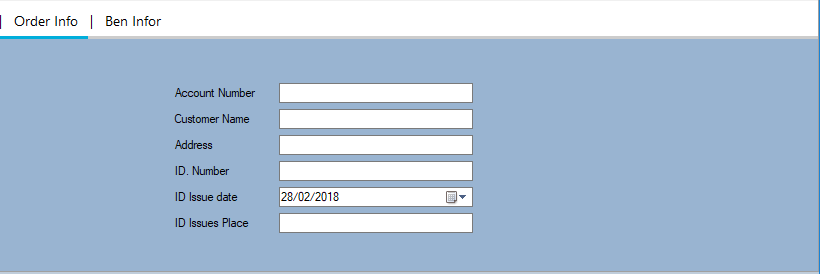 Order Info | Ben Infor
Account Number
Customer Name
Address
ID. Number
ID Issue date 28/02/2018
ID Issues Place